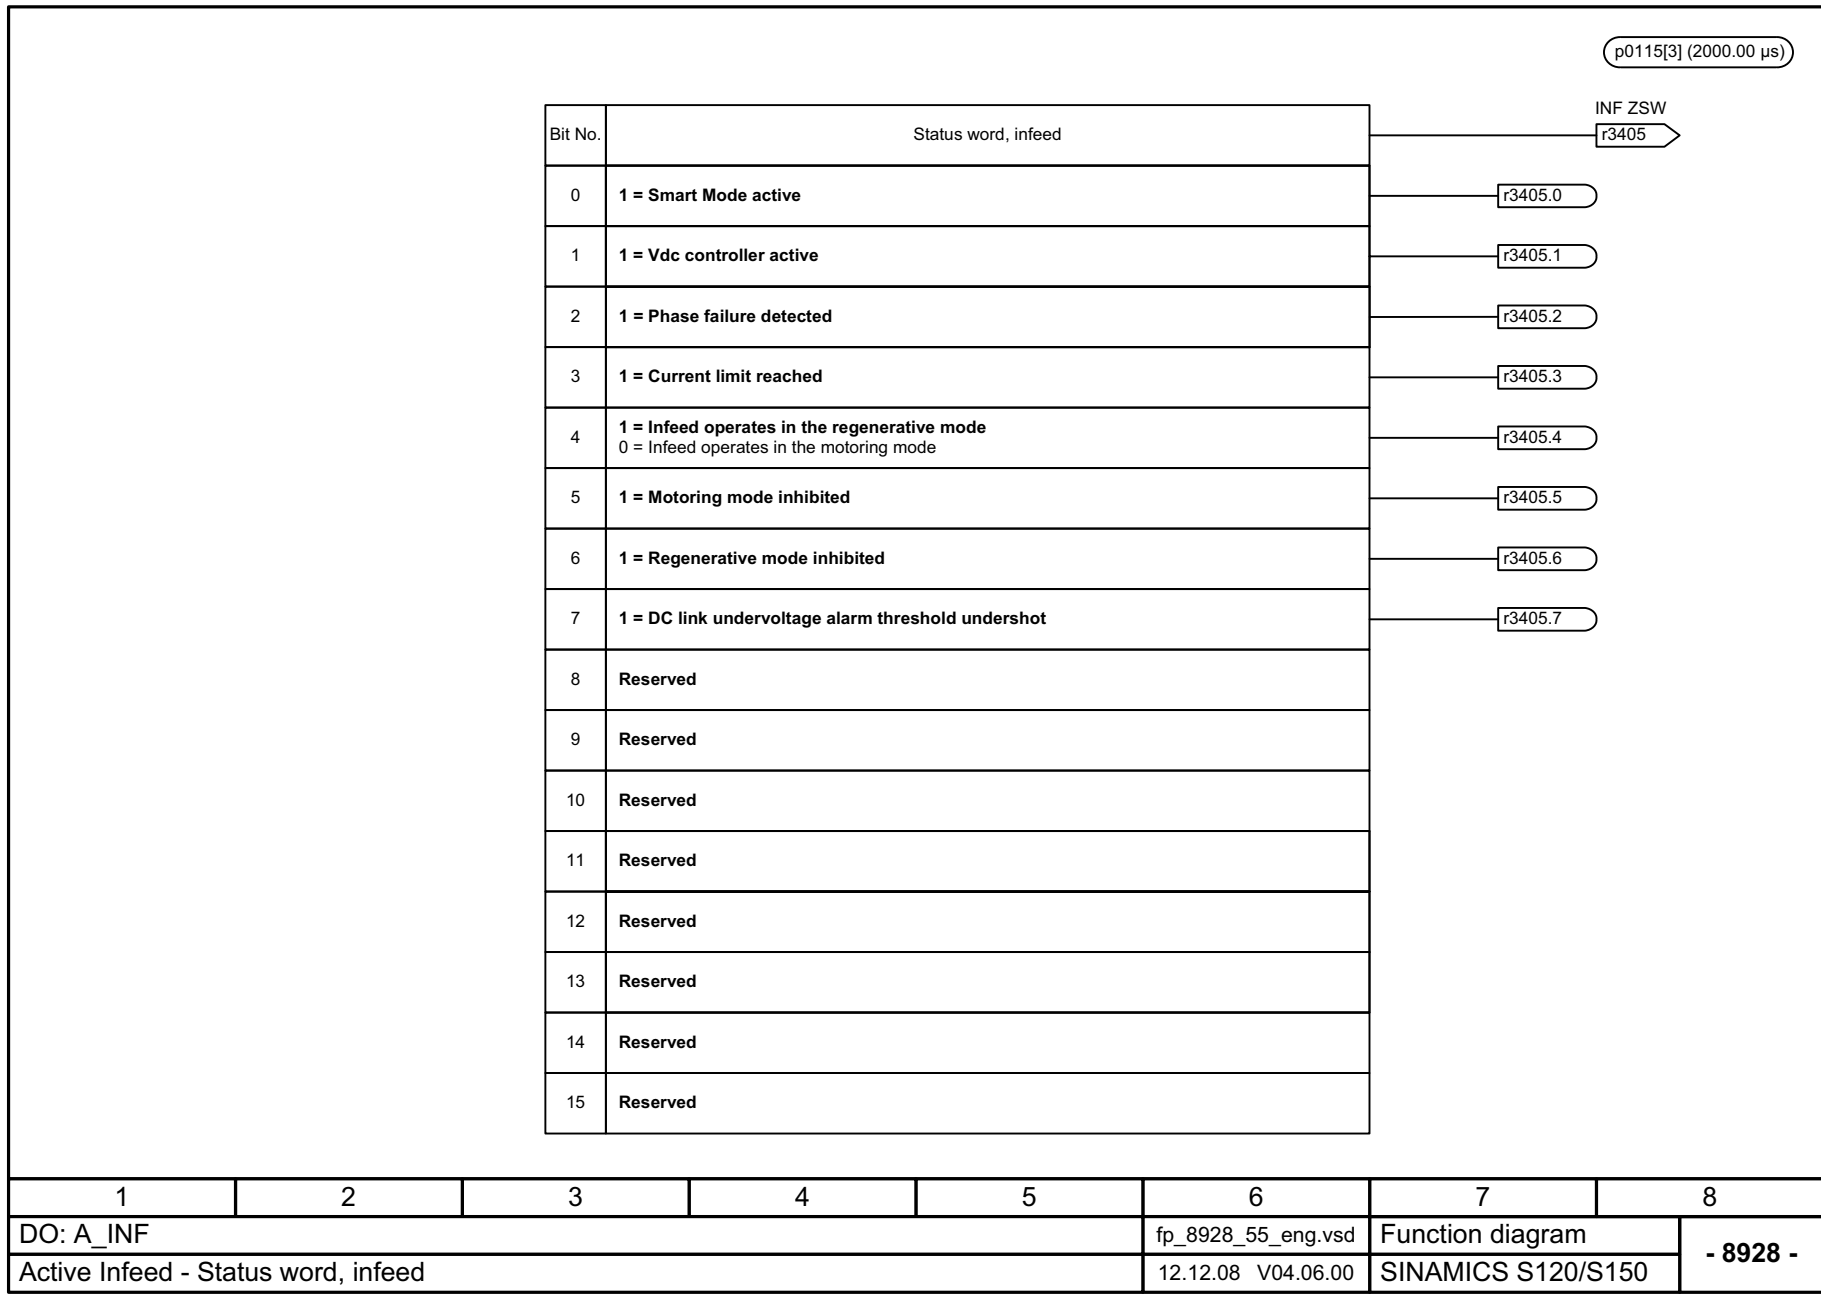 p0115[3] (2000.00 µs)
INF ZSW
Bit No. Status word, infeed r3405
0 1 = Smart Mode active r3405.0
1 1 = Vdc controller active r3405.1
2 1 = Phase failure detected r3405.2
3 1 = Current limit reached r3405.3
4 1 = Infeed operates in the regenerative mode r3405.4
0 = Infeed operates in the motoring mode
5 1 = Motoring mode inhibited r3405.5
6 1 = Regenerative mode inhibited r3405.6
7 1 = DC link undervoltage alarm threshold undershot r3405.7
8 Reserved
9 Reserved
10 Reserved
11 Reserved
12 Reserved
13 Reserved
14 Reserved
15 Reserved
1 2 3 4 5 6 7 8
DO: A_INF fp_8928_55_eng.vsd Function diagram - 8928 -
Active Infeed - Status word, infeed 12.12.08 V04.06.00 SINAMICS S120/S150